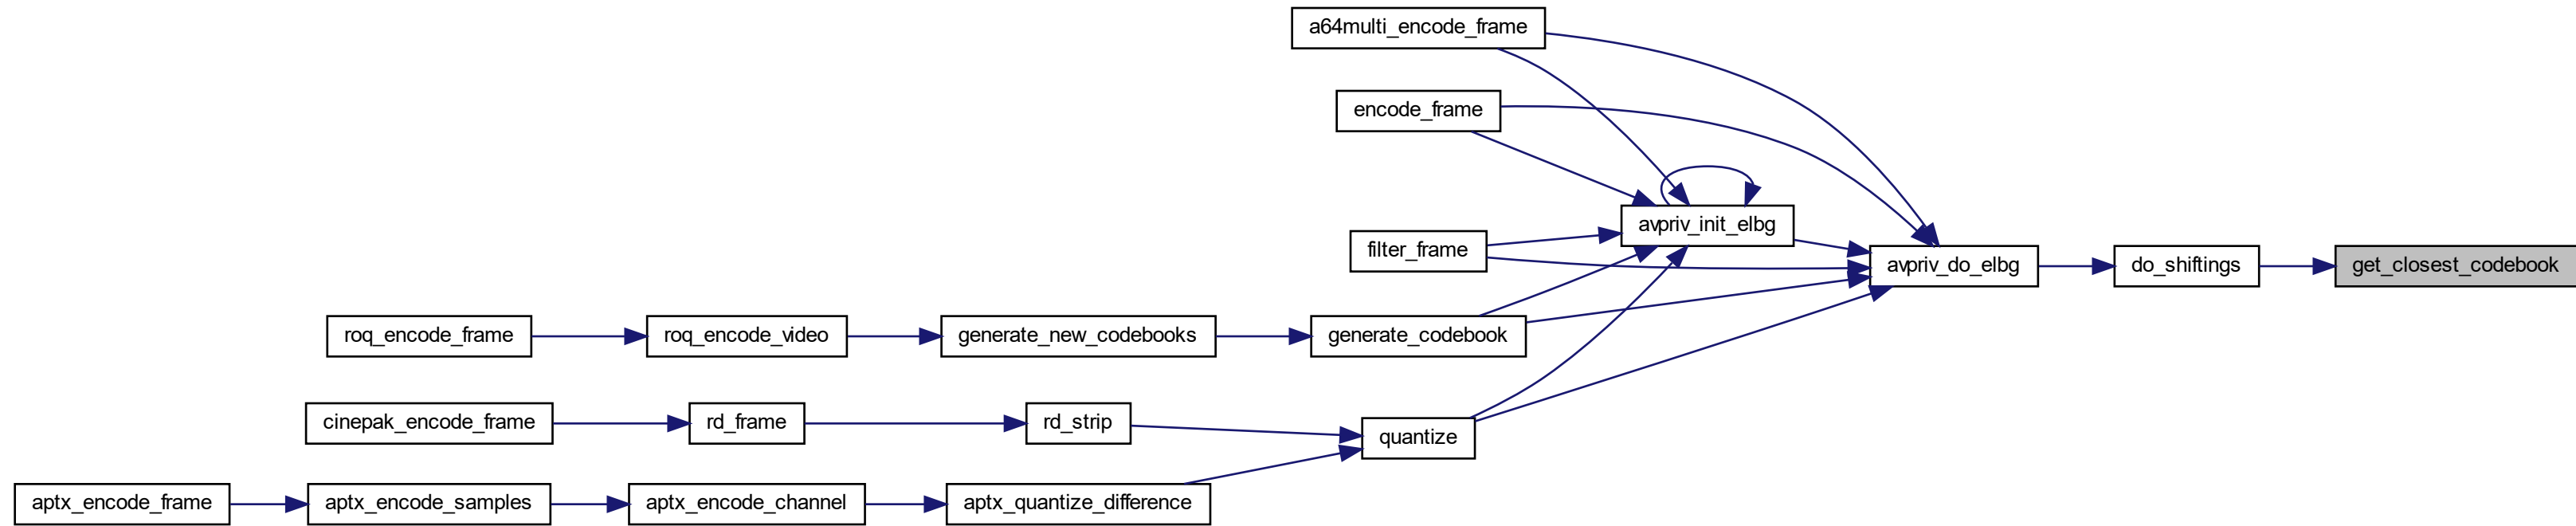 a64multi_encode_frame
encode_frame
avpriv_init_elbg
filter_frame
avpriv_do_elbg
do_shiftings
get_closest_codebook
roq_encode_frame
roq_encode_video
generate_new_codebooks
generate_codebook
cinepak_encode_frame
rd_frame
rd_strip
quantize
aptx_encode_frame
aptx_encode_samples
aptx_encode_channel
aptx_quantize_difference